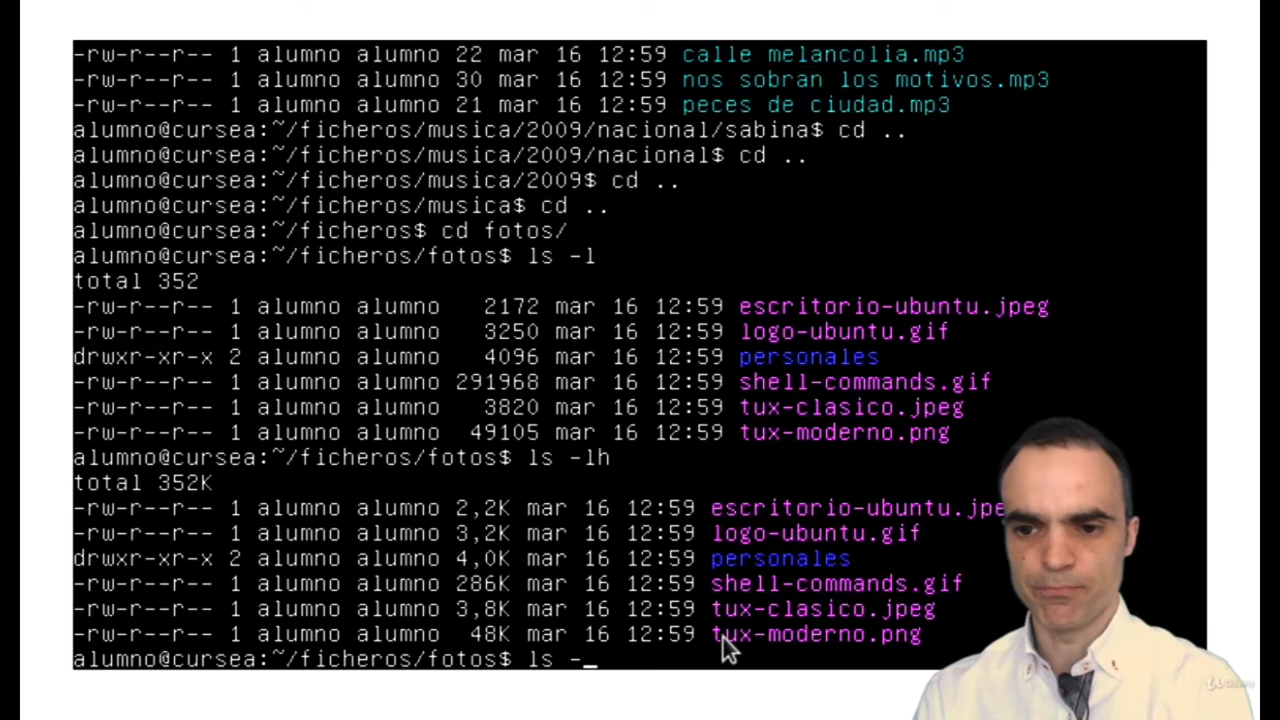 -rw-r--r-- 1 alumno alumno 22 mar 16 12:59 calle melancolia.mp3
-rw-r--r-- 1 alumno alumno 30 mar 16 12:59 nos sobran los motivos.mp3
-rw-r--r-- 1 alumno alumno 21 mar 16 12:59 peces de ciudad.mp3
alumno@cursea:~/ficheros/musica/2009/nacional/sabina$ cd ..
alumno@cursea:~/ficheros/musica/2009/nacional$ cd ..
alumno@cursea:~/ficheros/musica/2009$ cd ..
alumno@cursea:~/ficheros/musica$ cd ..
alumno@cursea:~/ficheros$ cd fotos/
alumno@cursea:~/ficheros/fotos$ ls -l
total 352
-rw-r--r-- 1 alumno alumno   2172 mar 16 12:59 escritorio-ubuntu.jpeg
-rw-r--r-- 1 alumno alumno   3250 mar 16 12:59 logo-ubuntu.gif
drwxr-xr-x 2 alumno alumno   4096 mar 16 12:59 personales
-rw-r--r-- 1 alumno alumno 291968 mar 16 12:59 shell-commands.gif
-rw-r--r-- 1 alumno alumno   3820 mar 16 12:59 tux-clasico.jpeg
-rw-r--r-- 1 alumno alumno  49105 mar 16 12:59 tux-moderno.png
alumno@cursea:~/ficheros/fotos$ ls -lh
total 352K
-rw-r--r-- 1 alumno alumno 2,2K mar 16 12:59 escritorio-ubuntu.jpe
-rw-r--r-- 1 alumno alumno 3,2K mar 16 12:59 logo-ubuntu.gif
drwxr-xr-x 2 alumno alumno 4,0K mar 16 12:59 personales
-rw-r--r-- 1 alumno alumno 286K mar 16 12:59 shell-commands.gif
-rw-r--r-- 1 alumno alumno 3,8K mar 16 12:59 tux-clasico.jpeg
-rw-r--r-- 1 alumno alumno  48K mar 16 12:59 tux-moderno.png
alumno@cursea:~/ficheros/fotos$ ls -_